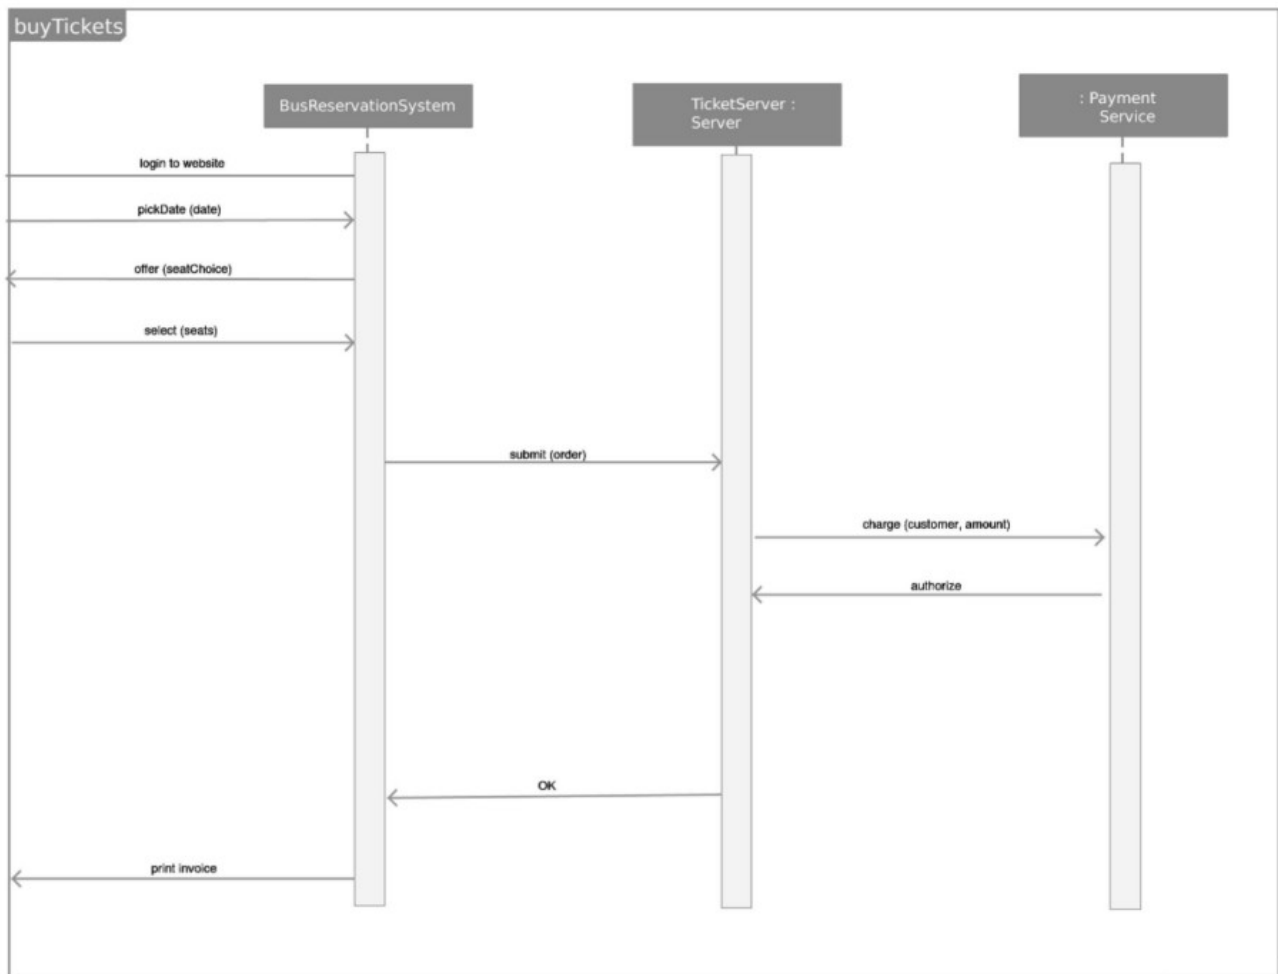 buyTickets
BusReservationSystem
TicketServer :
Server
: Payment
Service
login to website
pickDate (date)
offer (seatChoice)
select (seats)
submit (order)
charge (customer, amount)
authorize
OK
print invoice